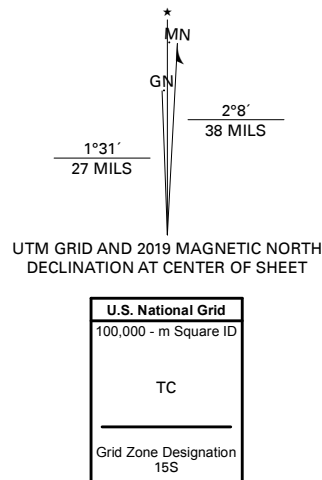 MN
GN
2°8´
38 MILS
1°31´
27 MILS
UTM GRID AND 2019 MAGNETIC NORTH
DECLINATION AT CENTER OF SHEET
U.S. National Grid
100,000 - m Square ID
TC
Grid Zone Designation
15S